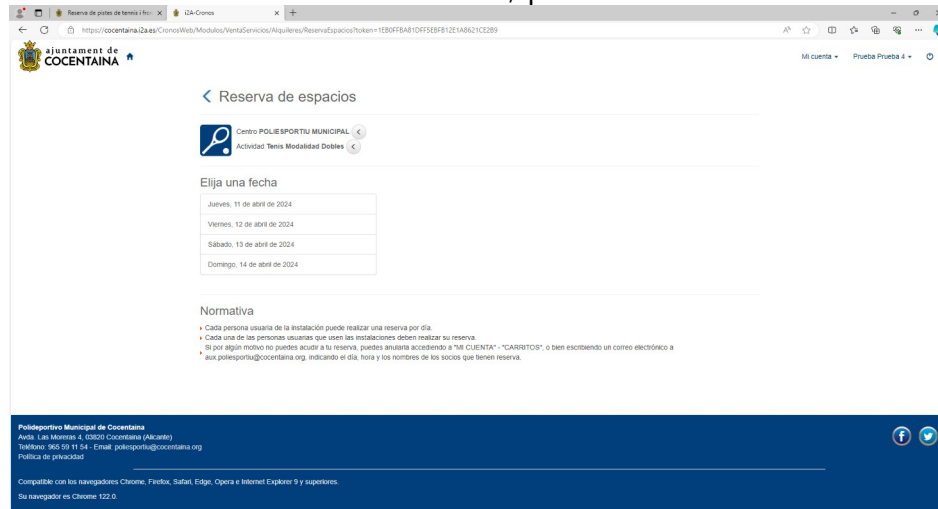 Reserva de pistes de tennis i fron
i2A-Cronos
https://cocentaina.i2a.es/CronosWeb/Modulos/VentaServicios/Alquileres/ReservaEspacios?token=1EB0FFBA81DFF5EBFB12E1A8621CE2B9
ajuntament de
COCENTAINA
Mi cuenta
Prueba Prueba 4
Reserva de espacios
Centro POLIESPORTIU MUNICIPAL
Actividad Tenis Modalidad Dobles
Elija una fecha
Jueves, 11 de abril de 2024
Viernes, 12 de abril de 2024
Sábado, 13 de abril de 2024
Domingo, 14 de abril de 2024
Normativa
Cada persona usuaria de la instalación puede realizar una reserva por día.
Cada una de las personas usuarias que usen las instalaciones deben realizar su reserva.
Si por algún motivo no puedes acudir a tu reserva, puedes anularla accediendo a "MI CUENTA" - "CARRITOS", o bien escribiendo un correo electrónico a
aux.poliesportiu@cocentaina.org, indicando el día, hora y los nombres de los socios que tienen reserva.
Polideportivo Municipal de Cocentaina
Avda. Las Moreras 4, 03820 Cocentaina (Alicante)
Teléfono: 965 59 11 54 - Email: poliesportiu@cocentaina.org
Política de privacidad
Compatible con los navegadores Chrome, Firefox, Safari, Edge, Opera e Internet Explorer 9 y superiores.
Su navegador es Chrome 122.0.